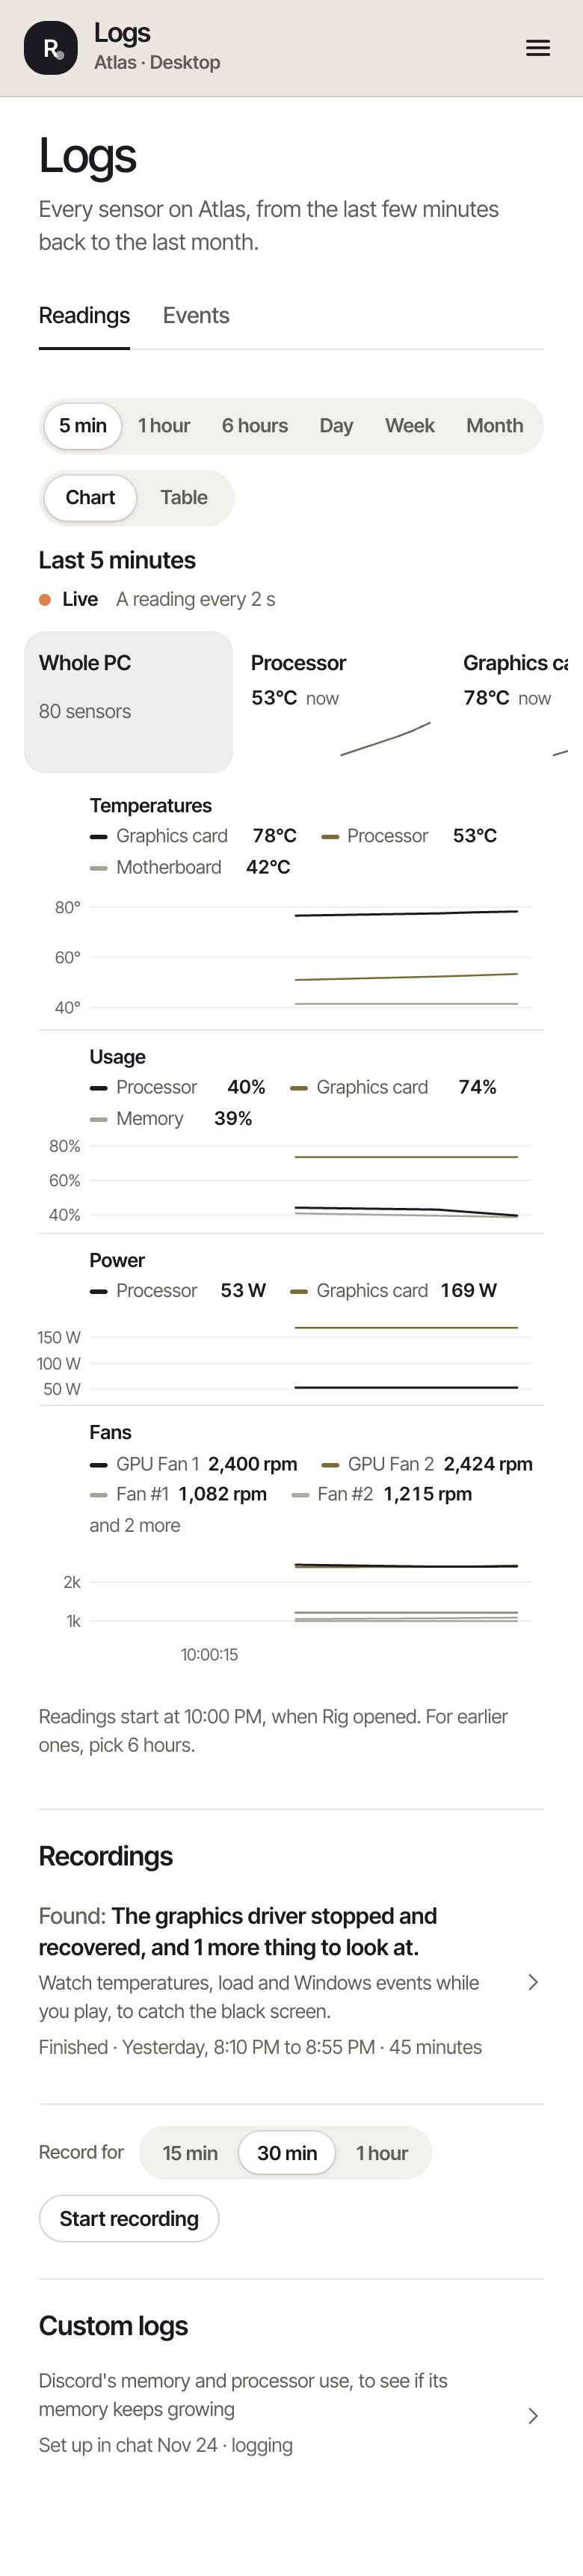 R
Logs
Atlas · Desktop
Logs
Every sensor on Atlas, from the last few minutes
back to the last month.
Readings Events
5 min 1 hour 6 hours Day Week Month
Chart Table
Last 5 minutes
Live A reading every 2 s
Whole PC
80 sensors
Processor
53°C now
Graphics ca
78°C now
Temperatures
Graphics card 78°C Processor 53°C
Motherboard 42°C
80°
60°
40°
Usage
Processor 40% Graphics card 74%
Memory 39%
80%
60%
40%
Power
Processor 53 W Graphics card 169 W
150 W
100 W
50 W
Fans
GPU Fan 1 2,400 rpm GPU Fan 2 2,424 rpm
Fan #1 1,082 rpm Fan #2 1,215 rpm
and 2 more
2k
1k
10:00:15
Readings start at 10:00 PM, when Rig opened. For earlier
ones, pick 6 hours.
Recordings
Found: The graphics driver stopped and
recovered, and 1 more thing to look at.
Watch temperatures, load and Windows events while
you play, to catch the black screen.
Finished · Yesterday, 8:10 PM to 8:55 PM · 45 minutes
Record for 15 min 30 min 1 hour
Start recording
Custom logs
Discord's memory and processor use, to see if its
memory keeps growing
Set up in chat Nov 24 · logging